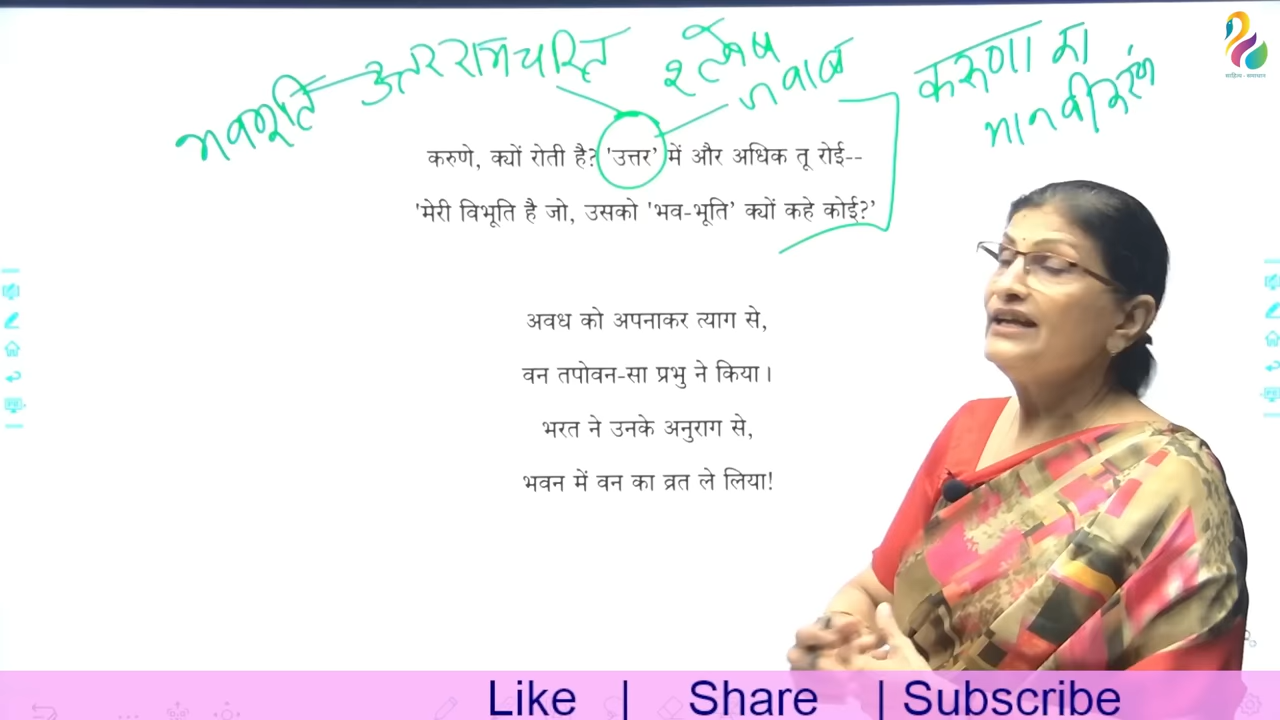 भवभूति — उत्तर रामचरित श्लेष जवाब करुणा का मानवीकरण
करुणे, क्यों रोती है? 'उत्तर' में और अधिक तू रोई--
'मेरी विभूति है जो, उसको 'भव-भूति' क्यों कहे कोई?'
अवध को अपनाकर त्याग से,
वन तपोवन-सा प्रभु ने किया।
भरत ने उनके अनुराग से,
भवन में वन का व्रत ले लिया!
Like | Share | Subscribe